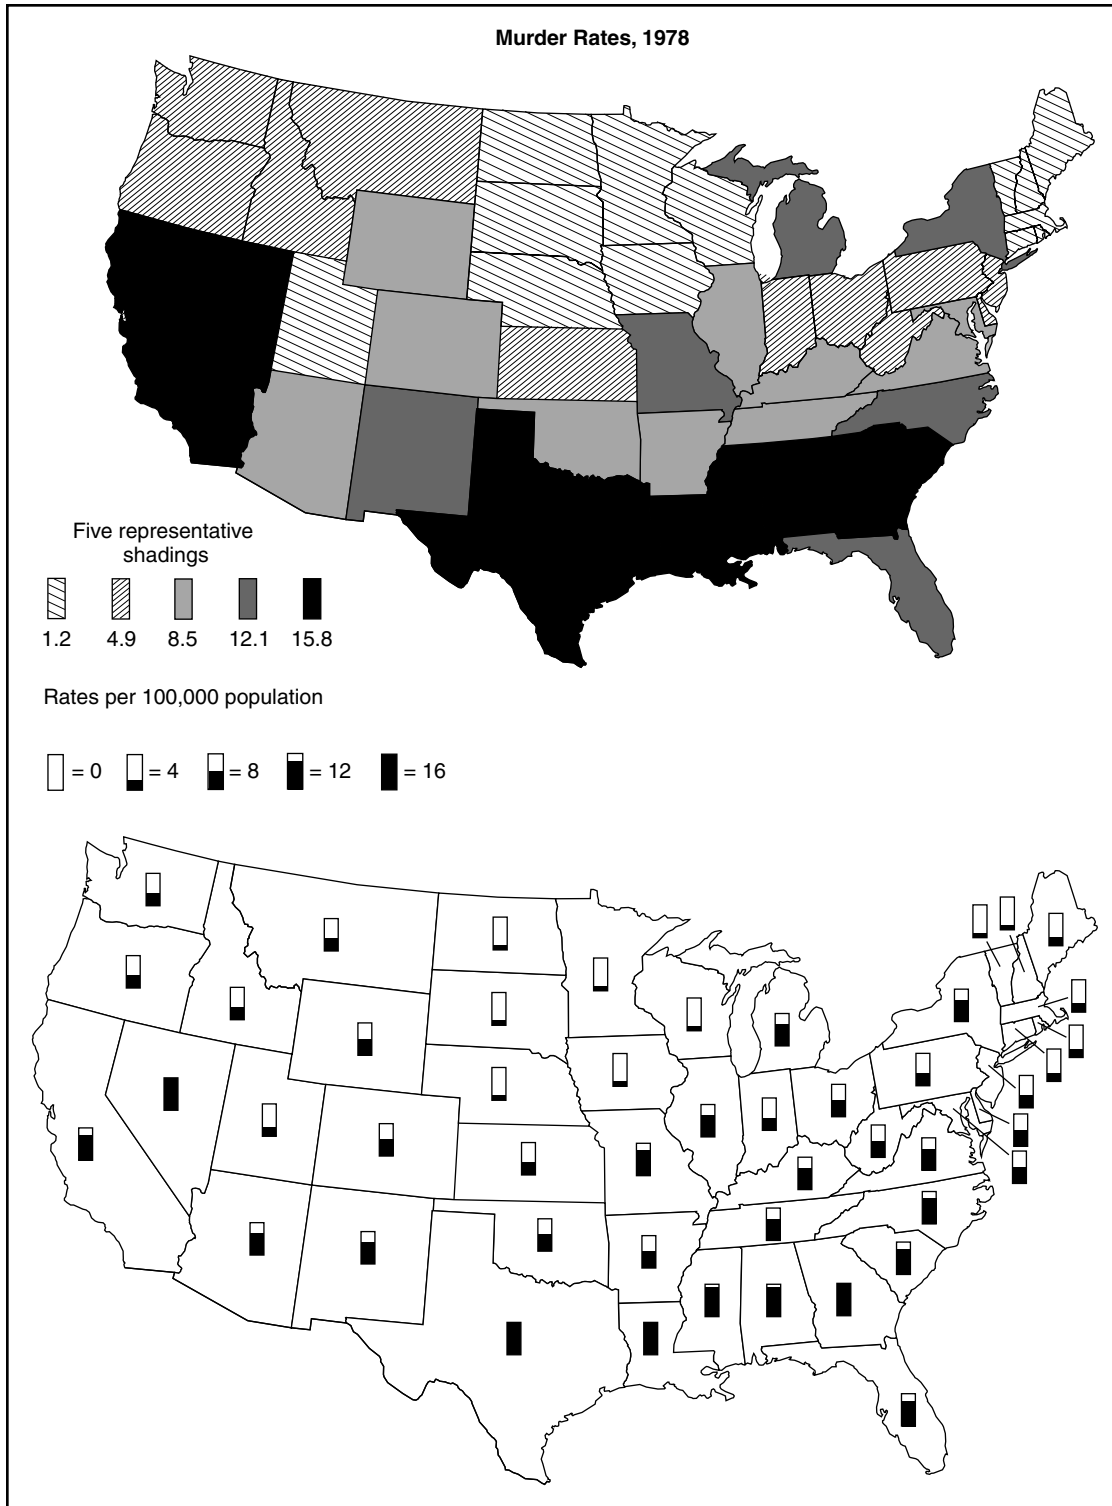 Murder Rates, 1978
Five representative
shadings
1.2 4.9 8.5 12.1 15.8
Rates per 100,000 population
= 0 = 4 = 8 = 12 = 16